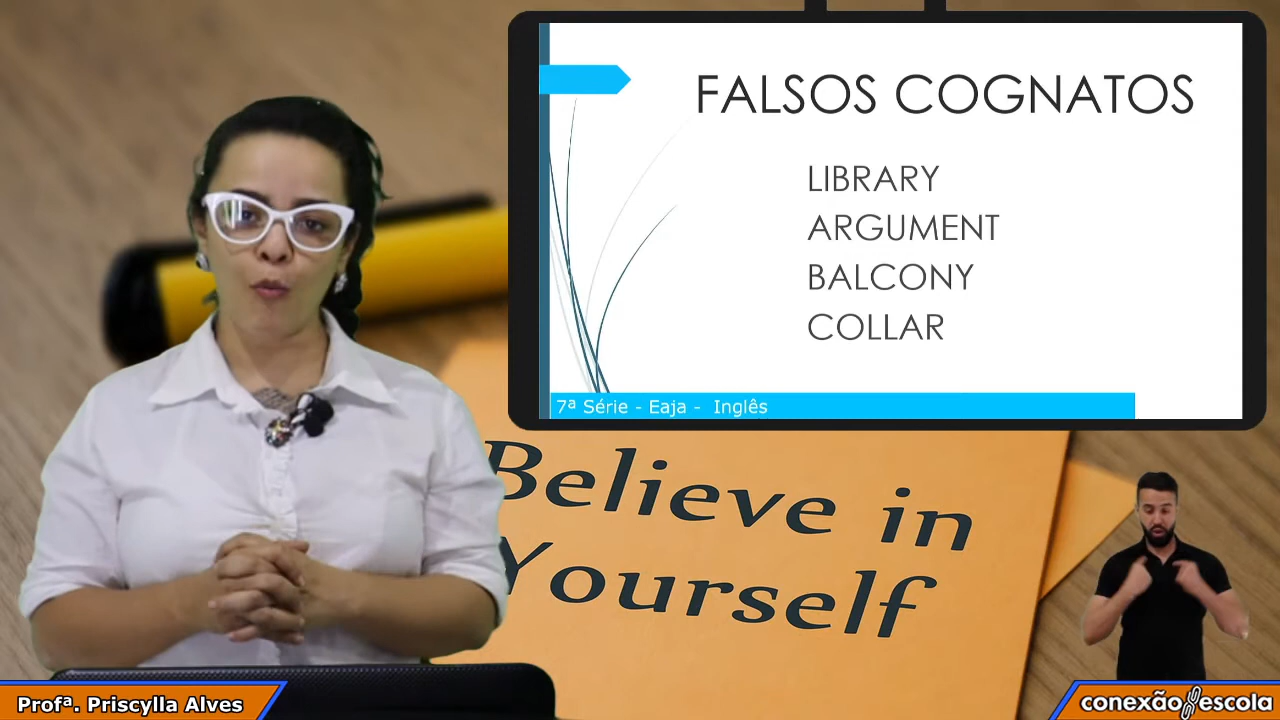 FALSOS COGNATOS
LIBRARY
ARGUMENT
BALCONY
COLLAR
7ª Série - Eaja - Inglês
Believe in
Yourself
Profª. Priscylla Alves
conexão escola